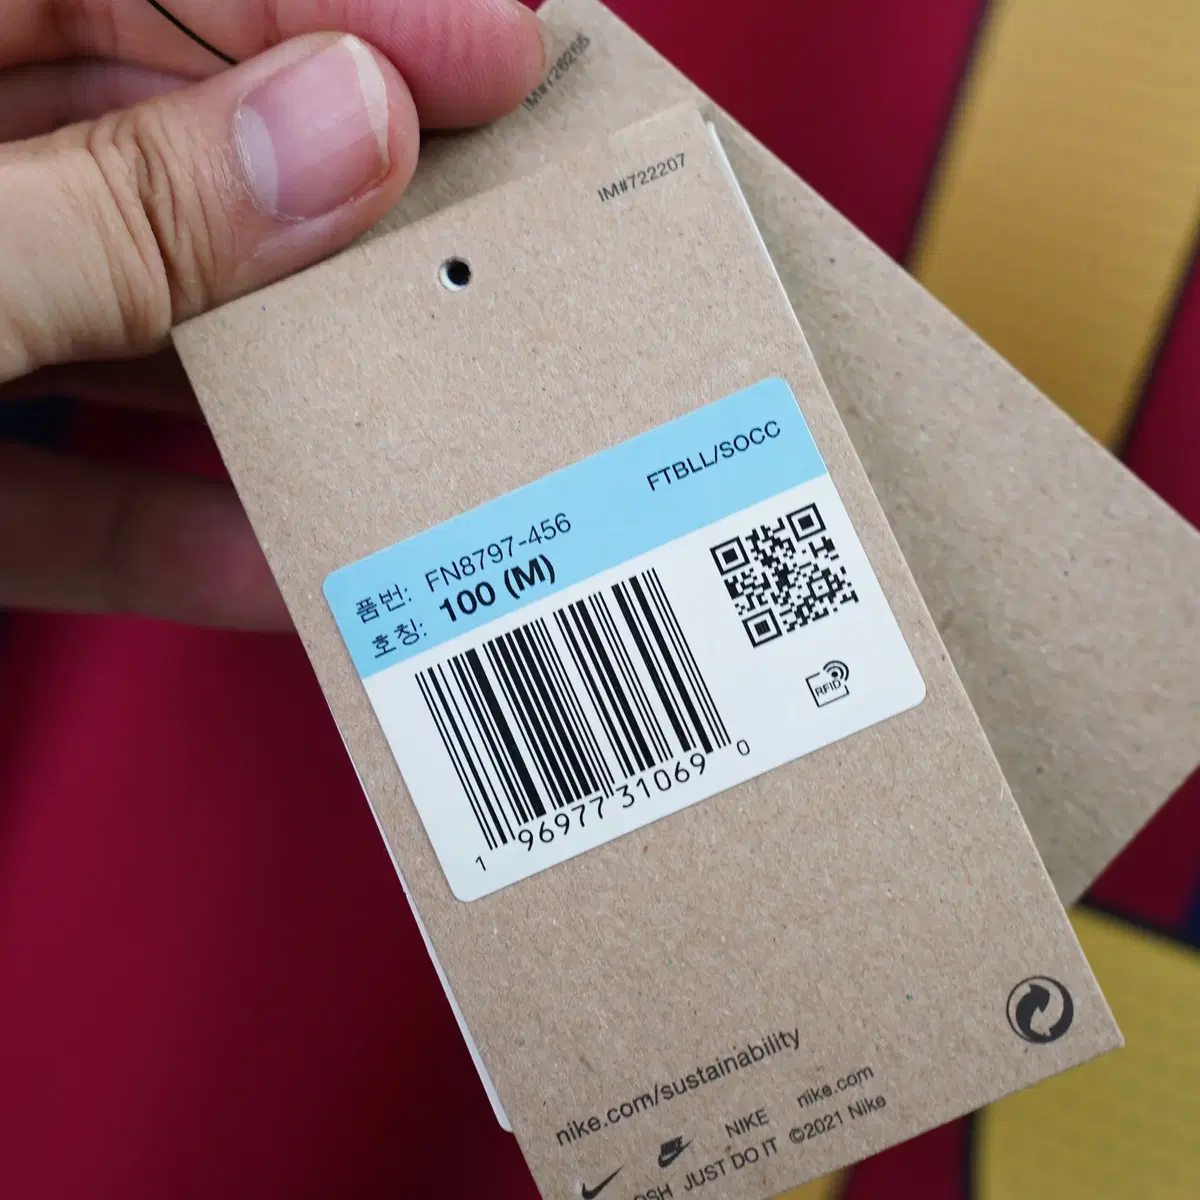 IM#722207
FTBLL/SOCC
품번: FN8797-456
호칭: 100 (M)
RFID
1 96977 31069 0
nike.com/sustainability
NIKE nike.com
JUST DO IT ©2021 Nike